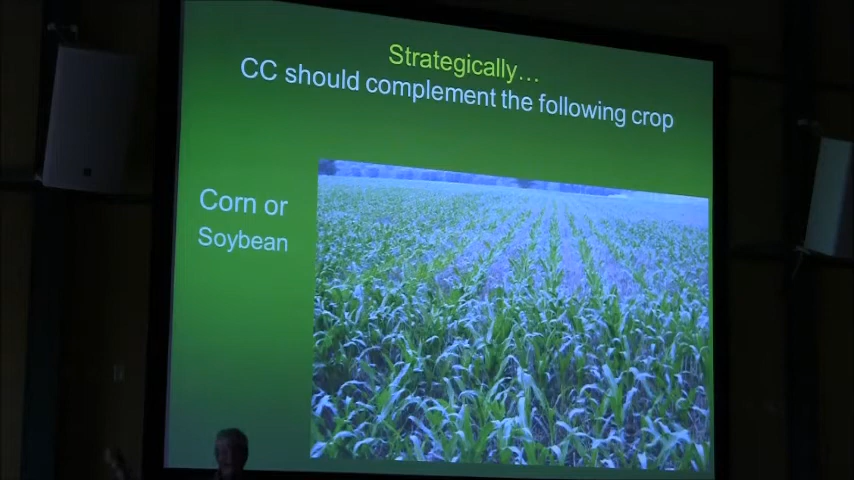 Strategically…
CC should complement the following crop
Corn or
Soybean